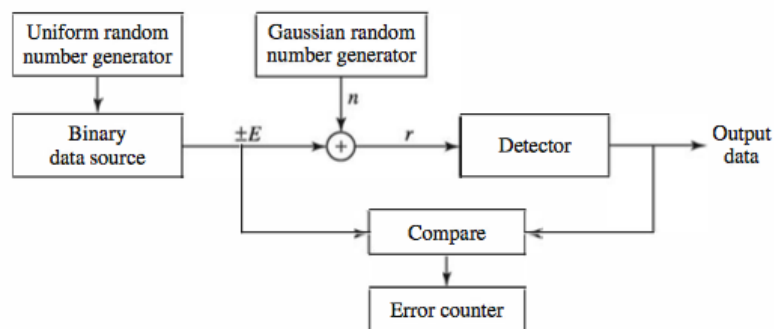 Uniform random
number generator
Gaussian random
number generator
n
Binary
data source
±E
+
r
Detector
Output
data
Compare
Error counter